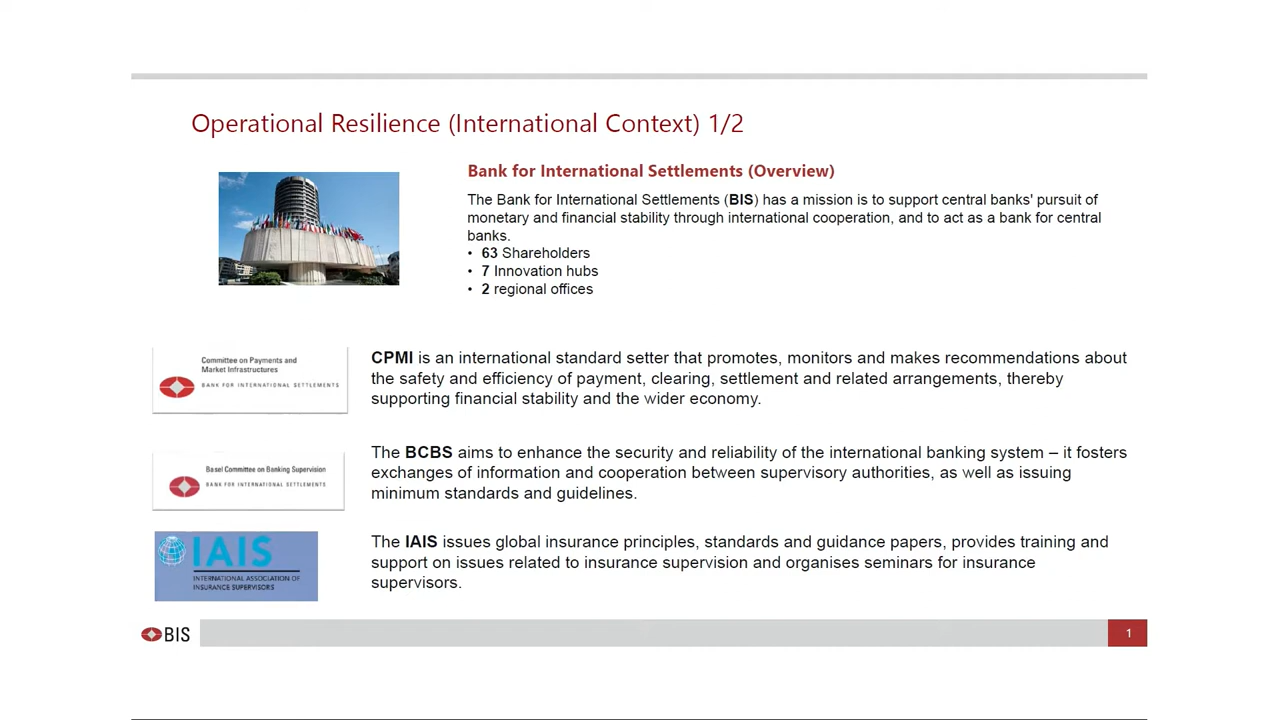 Operational Resilience (International Context) 1/2
Bank for International Settlements (Overview)
The Bank for International Settlements (BIS) has a mission is to support central banks' pursuit of
monetary and financial stability through international cooperation, and to act as a bank for central
banks.
• 63 Shareholders
• 7 Innovation hubs
• 2 regional offices
Committee on Payments and
Market Infrastructures
BANK FOR INTERNATIONAL SETTLEMENTS
CPMI is an international standard setter that promotes, monitors and makes recommendations about
the safety and efficiency of payment, clearing, settlement and related arrangements, thereby
supporting financial stability and the wider economy.
Basel Committee on Banking Supervision
BANK FOR INTERNATIONAL SETTLEMENTS
The BCBS aims to enhance the security and reliability of the international banking system – it fosters
exchanges of information and cooperation between supervisory authorities, as well as issuing
minimum standards and guidelines.
IAIS
INTERNATIONAL ASSOCIATION OF
INSURANCE SUPERVISORS
The IAIS issues global insurance principles, standards and guidance papers, provides training and
support on issues related to insurance supervision and organises seminars for insurance
supervisors.
BIS
1